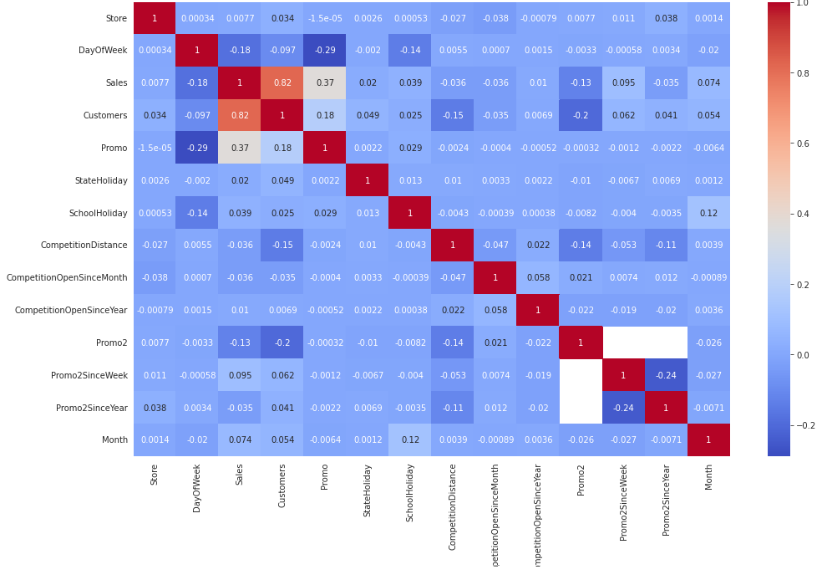 Store 1 0.00034 0.0077 0.034 -1.5e-05 0.0026 0.00053 -0.027 -0.038 -0.00079 0.0077 0.011 0.038 0.0014
DayOfWeek 0.00034 1 -0.18 -0.097 -0.29 -0.002 -0.14 0.0055 0.0007 0.0015 -0.0033 -0.00058 0.0034 -0.02
Sales 0.0077 -0.18 1 0.82 0.37 0.02 0.039 -0.036 -0.036 0.01 -0.13 0.095 -0.035 0.074
Customers 0.034 -0.097 0.82 1 0.18 0.049 0.025 -0.15 -0.035 0.0069 -0.2 0.062 0.041 0.054
Promo -1.5e-05 -0.29 0.37 0.18 1 0.0022 0.029 -0.0024 -0.0004 -0.00052 -0.00032 -0.0012 -0.0022 -0.0064
StateHoliday 0.0026 -0.002 0.02 0.049 0.0022 1 0.013 0.01 0.0033 0.0022 -0.01 -0.0067 0.0069 0.0012
SchoolHoliday 0.00053 -0.14 0.039 0.025 0.029 0.013 1 -0.0043 -0.00039 0.00038 -0.0082 -0.004 -0.0035 0.12
CompetitionDistance -0.027 0.0055 -0.036 -0.15 -0.0024 0.01 -0.0043 1 -0.047 0.022 -0.14 -0.053 -0.11 0.0039
CompetitionOpenSinceMonth -0.038 0.0007 -0.036 -0.035 -0.0004 0.0033 -0.00039 -0.047 1 0.058 0.021 0.0074 0.012 -0.00089
CompetitionOpenSinceYear -0.00079 0.0015 0.01 0.0069 -0.00052 0.0022 0.00038 0.022 0.058 1 -0.022 -0.019 -0.02 0.0036
Promo2 0.0077 -0.0033 -0.13 -0.2 -0.00032 -0.01 -0.0082 -0.14 0.021 -0.022 1 -0.026
Promo2SinceWeek 0.011 -0.00058 0.095 0.062 -0.0012 -0.0067 -0.004 -0.053 0.0074 -0.019 1 -0.24 -0.027
Promo2SinceYear 0.038 0.0034 -0.035 0.041 -0.0022 0.0069 -0.0035 -0.11 0.012 -0.02 -0.24 1 -0.0071
Month 0.0014 -0.02 0.074 0.054 -0.0064 0.0012 0.12 0.0039 -0.00089 0.0036 -0.026 -0.027 -0.0071 1
Store
DayOfWeek
Sales
Customers
Promo
StateHoliday
SchoolHoliday
CompetitionDistance
petitionOpenSinceMonth
ompetitionOpenSinceYear
Promo2
Promo2SinceWeek
Promo2SinceYear
Month
1.0
0.8
0.6
0.4
0.2
0.0
−0.2